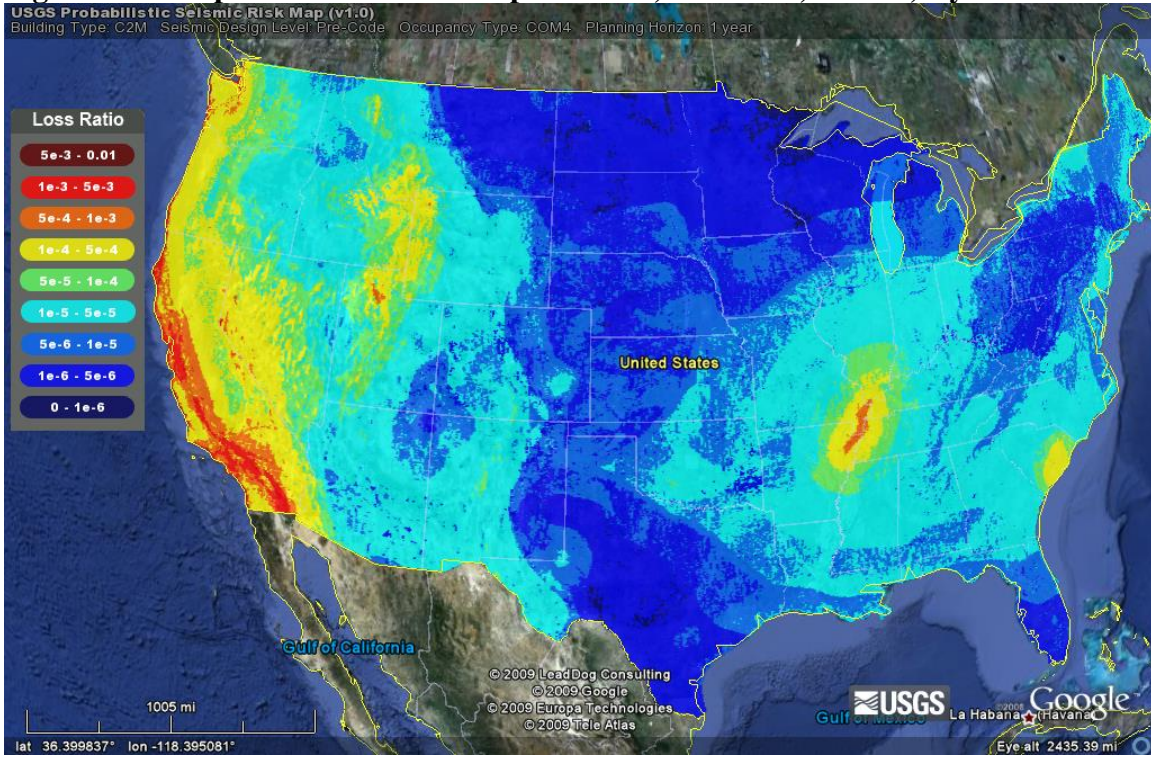 USGS Probabilistic Seismic Risk Map (v1.0)
Building Type: C2M Seismic Design Level: Pre-Code Occupancy Type: COM4 Planning Horizon: 1 year
Loss Ratio
5e-3 - 0.01
1e-3 - 5e-3
5e-4 - 1e-3
1e-4 - 5e-4
5e-5 - 1e-4
1e-5 - 5e-5
5e-6 - 1e-5
1e-6 - 5e-6
0 - 1e-6
United States
Gulf of California
© 2009 LeadDog Consulting
© 2009 Google
© 2009 Europa Technologies
© 2009 Tele Atlas
1005 mi
USGS
©2008 Google
Gulf of Mexico
La Habana (Havana)
lat 36.399837° lon -118.395081°
Eye alt 2435.39 mi